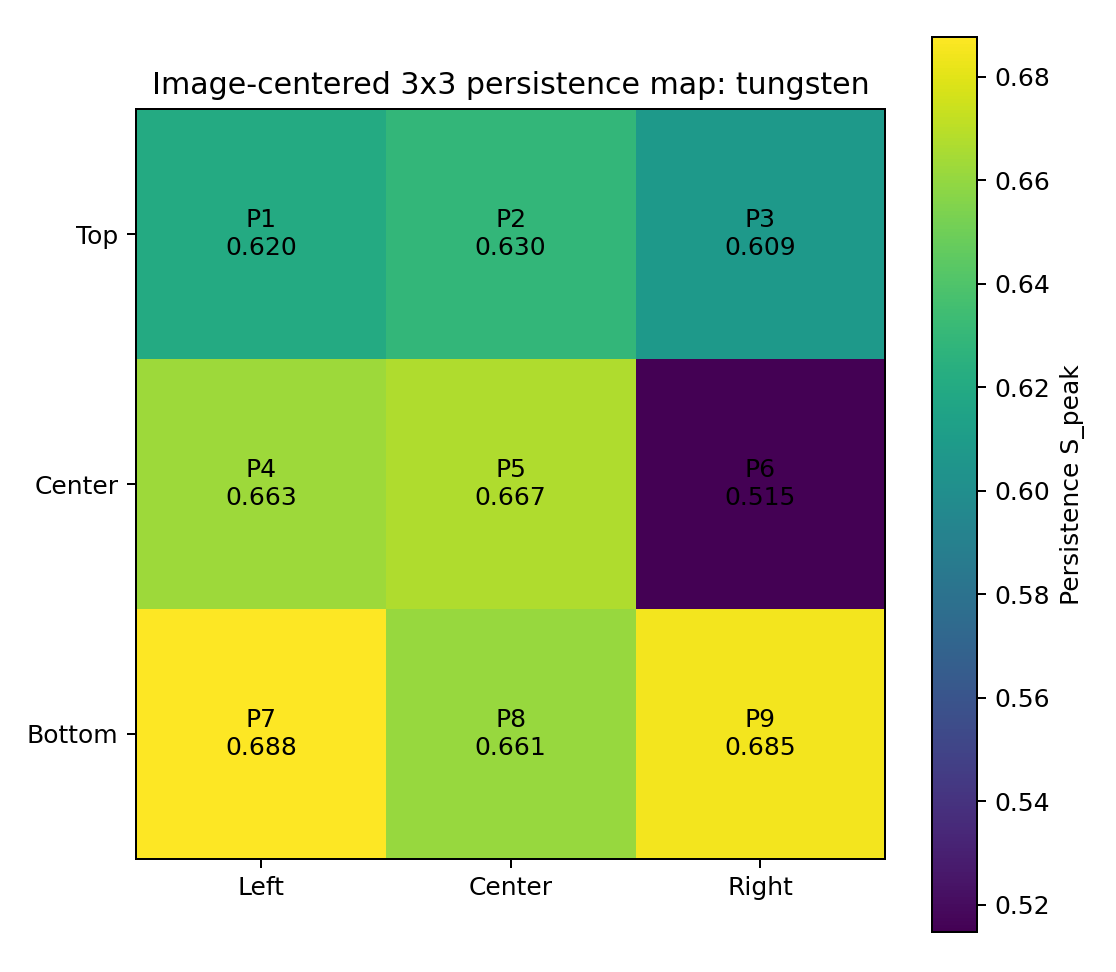 Image-centered 3x3 persistence map: tungsten
Top
P1
0.620
P2
0.630
P3
0.609
Center
P4
0.663
P5
0.667
P6
0.515
Bottom
P7
0.688
P8
0.661
P9
0.685
Left
Center
Right
0.68
0.66
0.64
0.62
0.60
0.58
0.56
0.54
0.52
Persistence S_peak